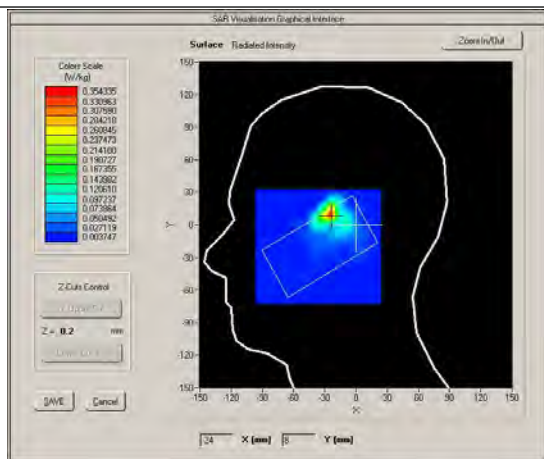 SAR Visualisation Graphical Interface
Surface Radiated Intensity
Zoom In/Out
Colors Scale
(W/kg)
0.354335
0.330963
0.307590
0.284218
0.260845
0.237473
0.214100
0.190727
0.167355
0.143982
0.120610
0.097237
0.073864
0.050492
0.027119
0.003747
150
120
90
60
30
0
-30
-60
-90
-120
-150
Y
-150 -120 -90 -60 -30 0 30 60 90 120 150
X
Z-Cuts Control
Z = 0.2 mm
SAVE Cancel
-24 X (mm) 8 Y (mm)